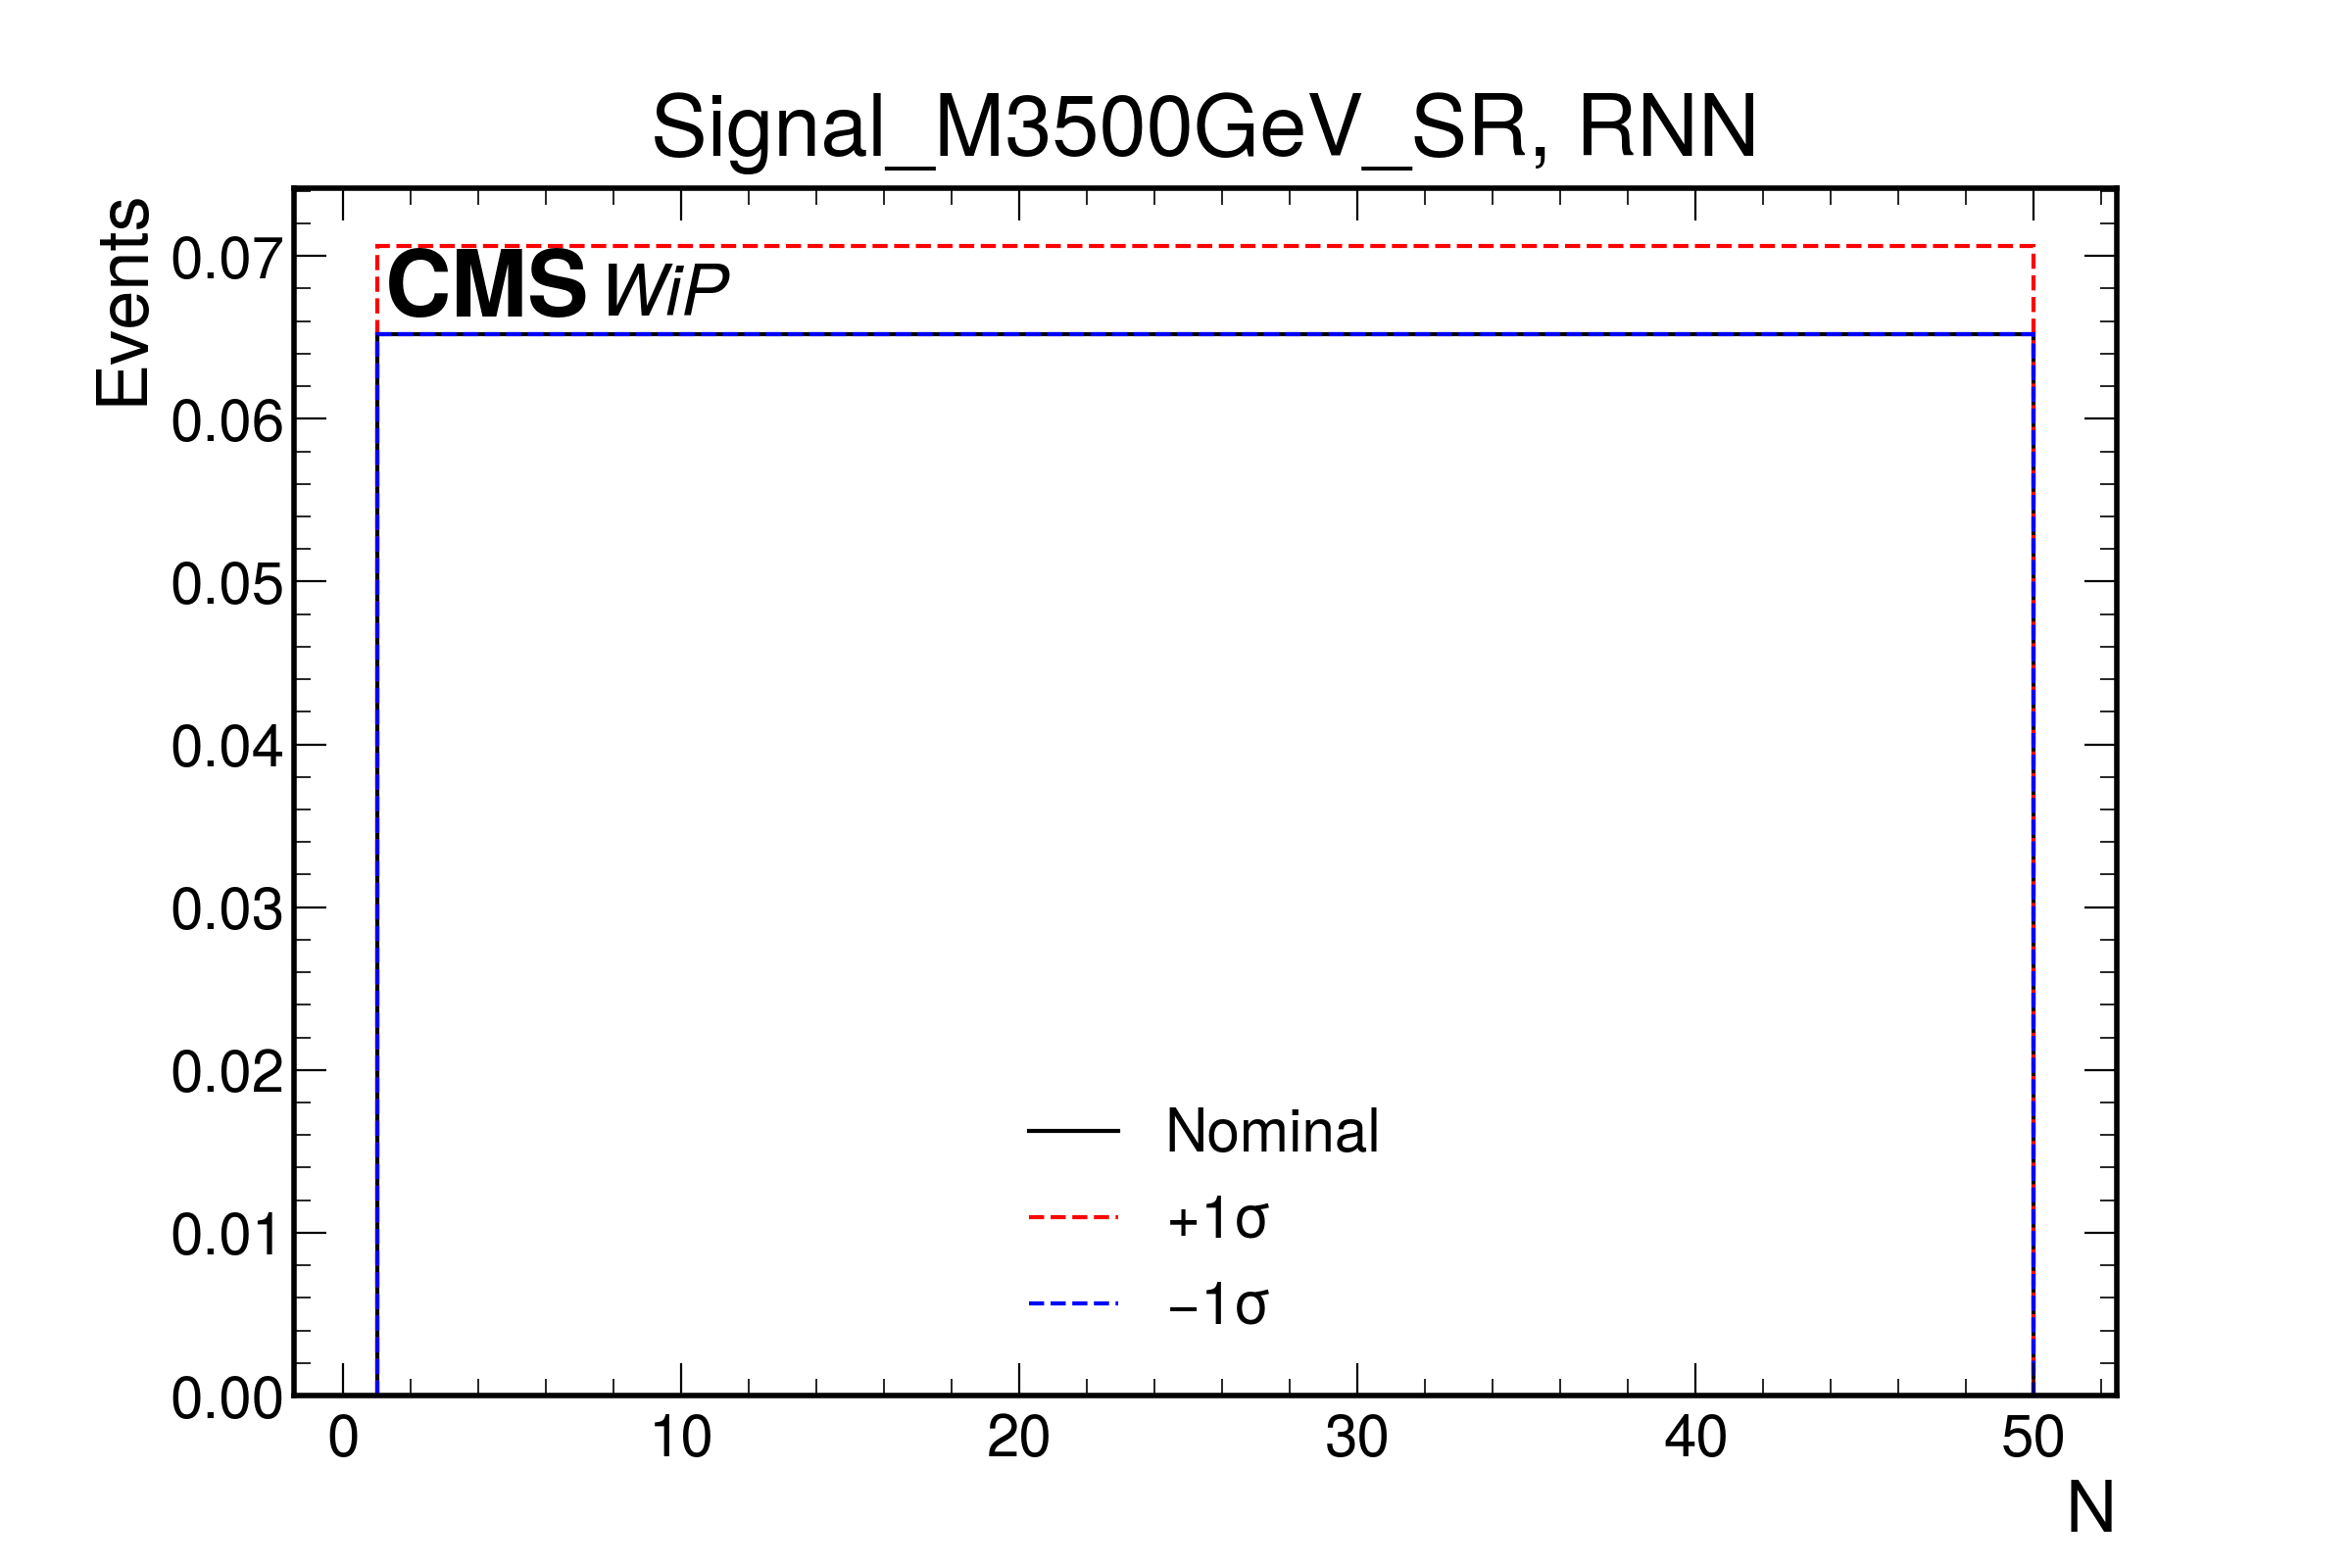 Signal_M3500GeV_SR, RNN
Events
CMS WiP
0.07
0.06
0.05
0.04
0.03
0.02
0.01
0.00
Nominal
+1σ
−1σ
0 10 20 30 40 50
N